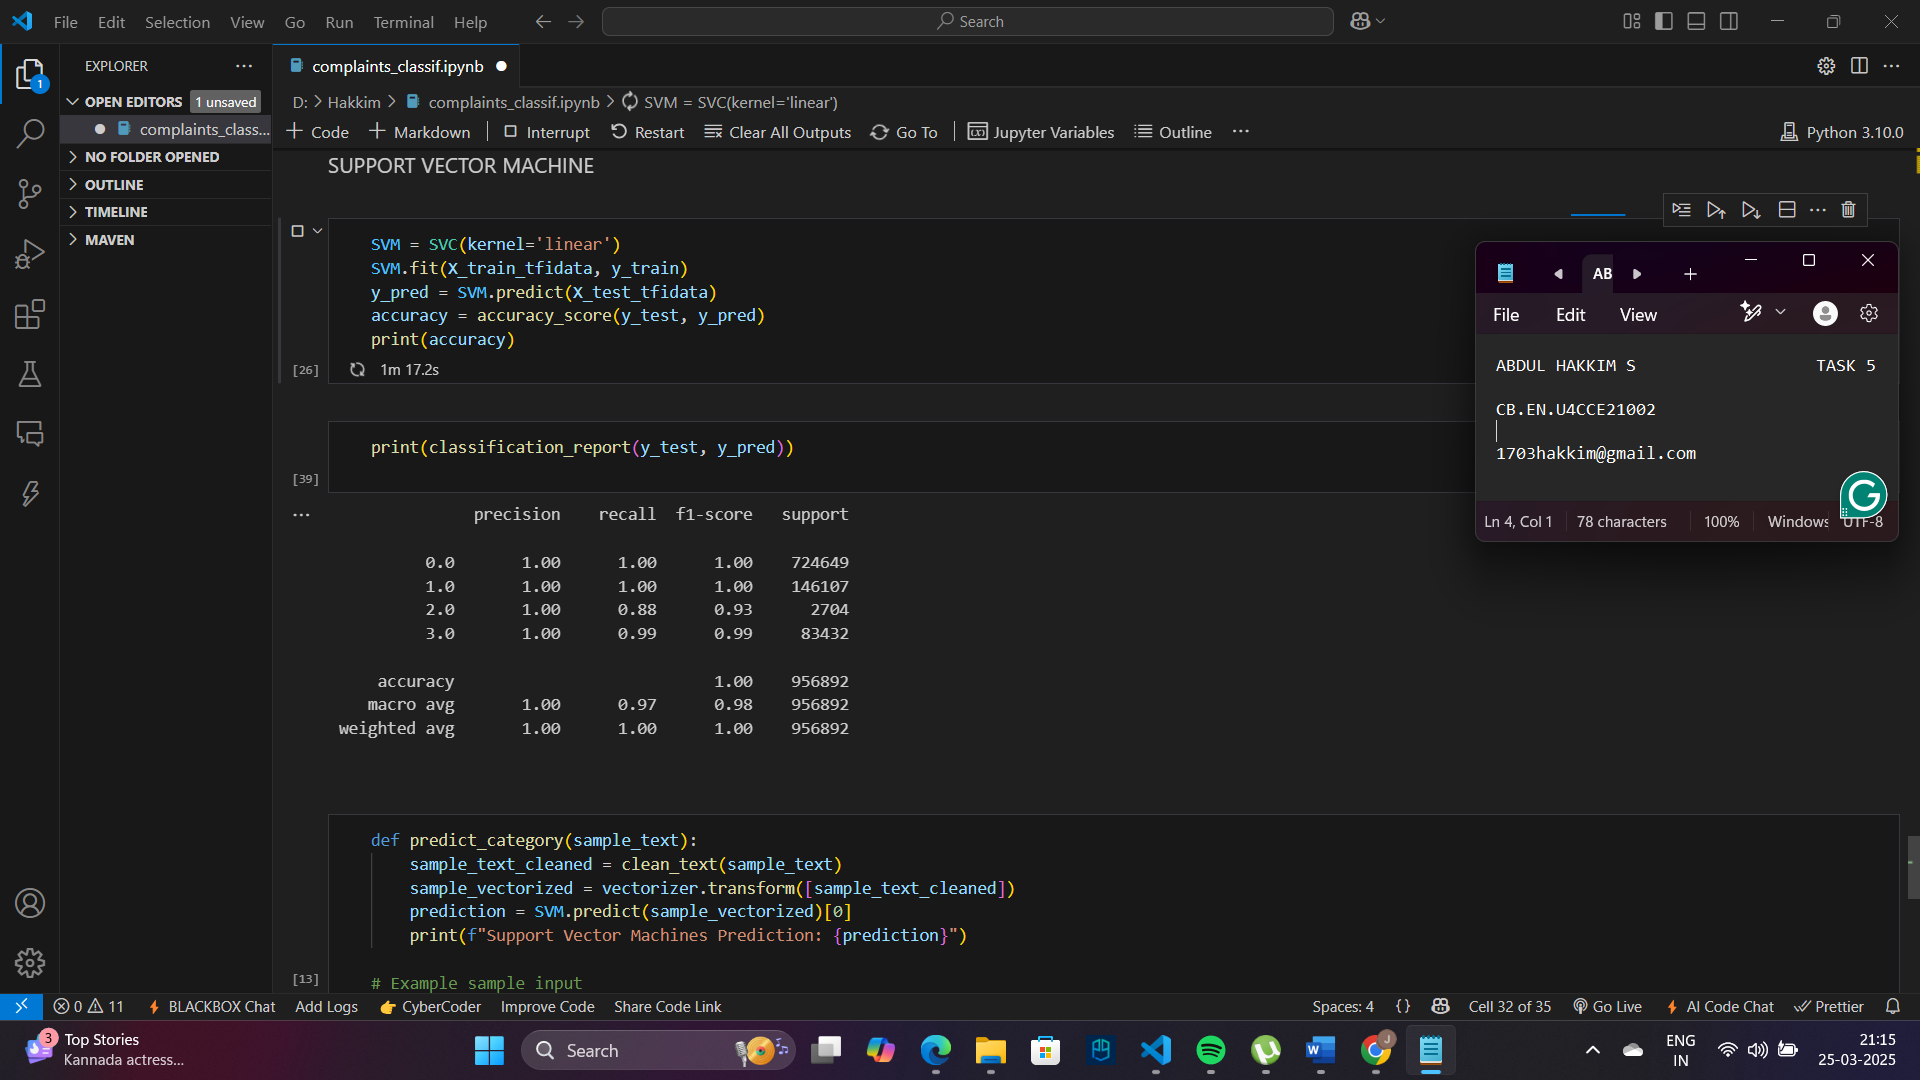 File Edit Selection View Go Run Terminal Help
Search
EXPLORER
OPEN EDITORS 1 unsaved
complaints_class...
NO FOLDER OPENED
OUTLINE
TIMELINE
MAVEN
1
complaints_classif.ipynb
D: > Hakkim > complaints_classif.ipynb > SVM = SVC(kernel='linear')
+ Code + Markdown | Interrupt Restart Clear All Outputs Go To | Jupyter Variables Outline ...
Python 3.10.0
SUPPORT VECTOR MACHINE
SVM = SVC(kernel='linear')
SVM.fit(X_train_tfidata, y_train)
y_pred = SVM.predict(X_test_tfidata)
accuracy = accuracy_score(y_test, y_pred)
print(accuracy)
[26] 1m 17.2s
print(classification_report(y_test, y_pred))
[39]
... precision recall f1-score support
0.0 1.00 1.00 1.00 724649
1.0 1.00 1.00 1.00 146107
2.0 1.00 0.88 0.93 2704
3.0 1.00 0.99 0.99 83432
accuracy 1.00 956892
macro avg 1.00 0.97 0.98 956892
weighted avg 1.00 1.00 1.00 956892
def predict_category(sample_text):
sample_text_cleaned = clean_text(sample_text)
sample_vectorized = vectorizer.transform([sample_text_cleaned])
prediction = SVM.predict(sample_vectorized)[0]
print(f"Support Vector Machines Prediction: {prediction}")
[13] # Example sample input
AB
File Edit View
ABDUL HAKKIM S TASK 5
CB.EN.U4CCE21002
1703hakkim@gmail.com
Ln 4, Col 1 78 characters 100% Windows UTF-8
0 11 BLACKBOX Chat Add Logs CyberCoder Improve Code Share Code Link
Spaces: 4 {} Cell 32 of 35 Go Live AI Code Chat Prettier
3 Top Stories
Kannada actress...
Search
J
ENG
IN
21:15
25-03-2025